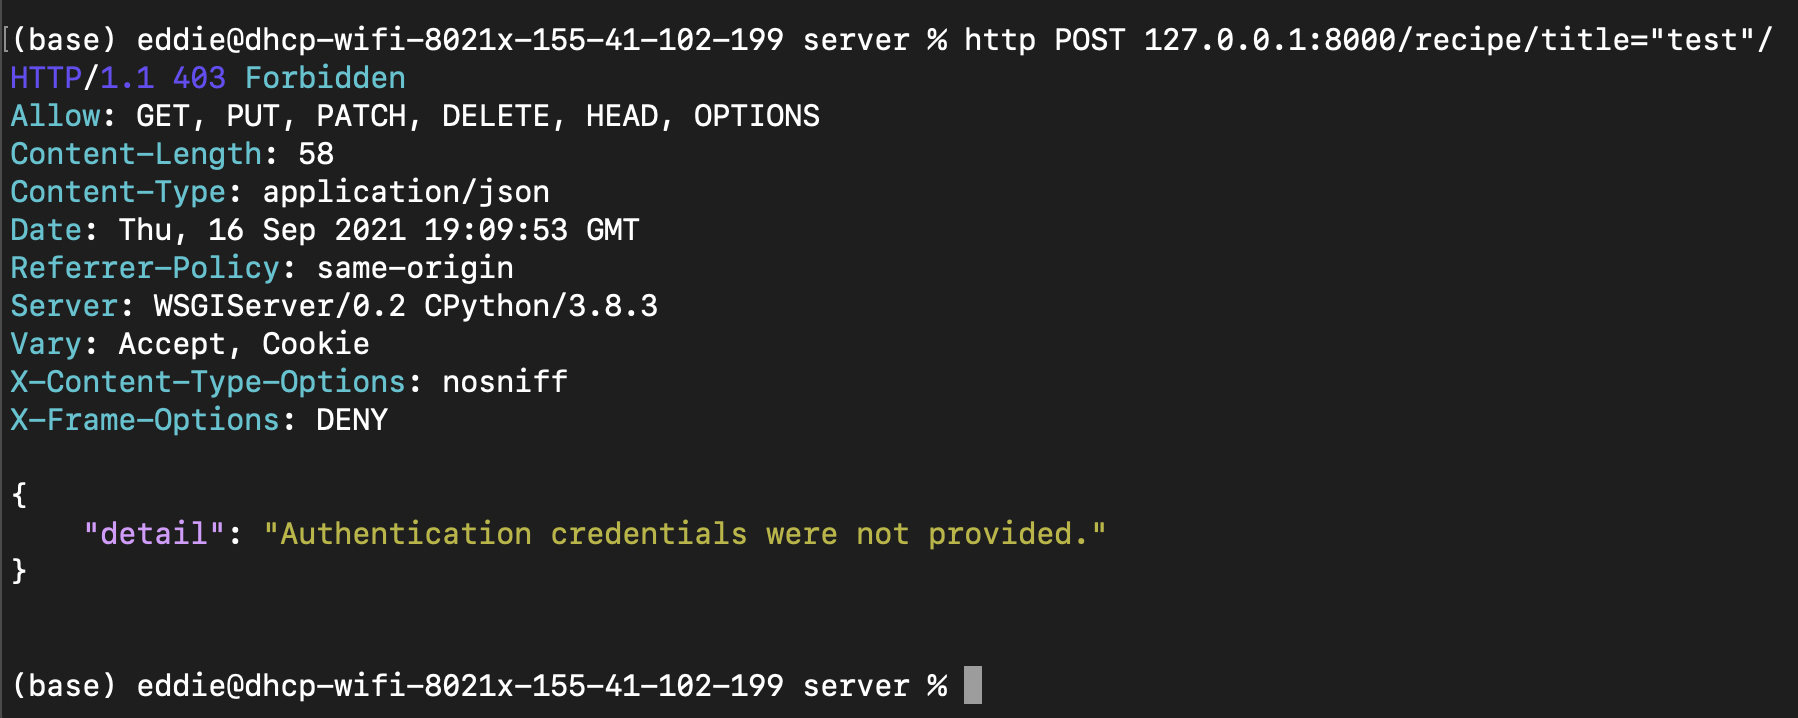 [(base) eddie@dhcp-wifi-8021x-155-41-102-199 server % http POST 127.0.0.1:8000/recipe/title="test"/
HTTP/1.1 403 Forbidden
Allow: GET, PUT, PATCH, DELETE, HEAD, OPTIONS
Content-Length: 58
Content-Type: application/json
Date: Thu, 16 Sep 2021 19:09:53 GMT
Referrer-Policy: same-origin
Server: WSGIServer/0.2 CPython/3.8.3
Vary: Accept, Cookie
X-Content-Type-Options: nosniff
X-Frame-Options: DENY
{
"detail": "Authentication credentials were not provided."
}
(base) eddie@dhcp-wifi-8021x-155-41-102-199 server %